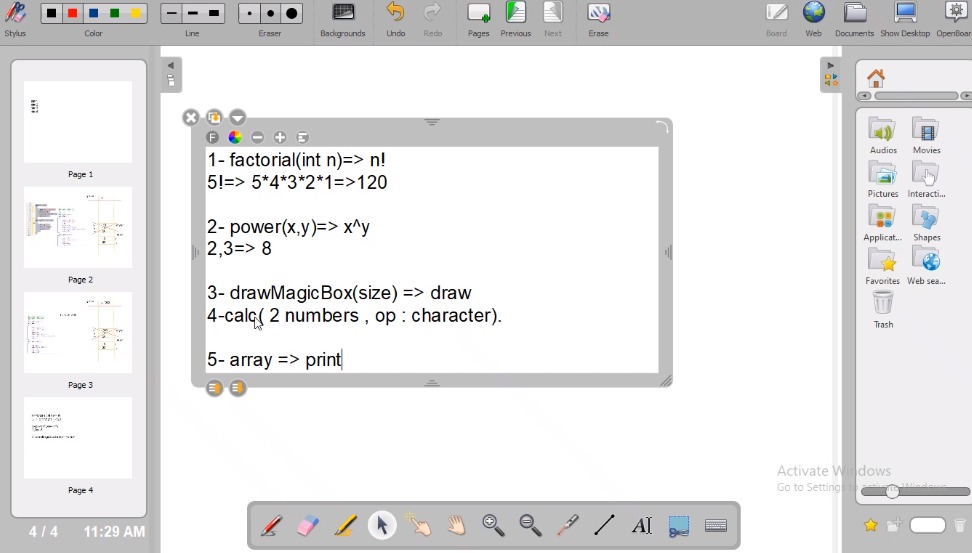 Stylus
Color
Line
Eraser
Backgrounds
Undo
Redo
Pages
Previous
Next
Erase
Board
Web
Documents
Show Desktop
OpenBoar
Page 1
Page 2
Page 3
Page 4
4 / 4 11:29 AM
F
1- factorial(int n)=> n!
5!=> 5*4*3*2*1=>120
2- power(x,y)=> x^y
2,3=> 8
3- drawMagicBox(size) => draw
4-calc( 2 numbers , op : character).
5- array => print
Audios Movies
Pictures Interacti...
Applicat... Shapes
Favorites Web sea...
Trash
Activate Windows
Go to Settings to activate Windows.